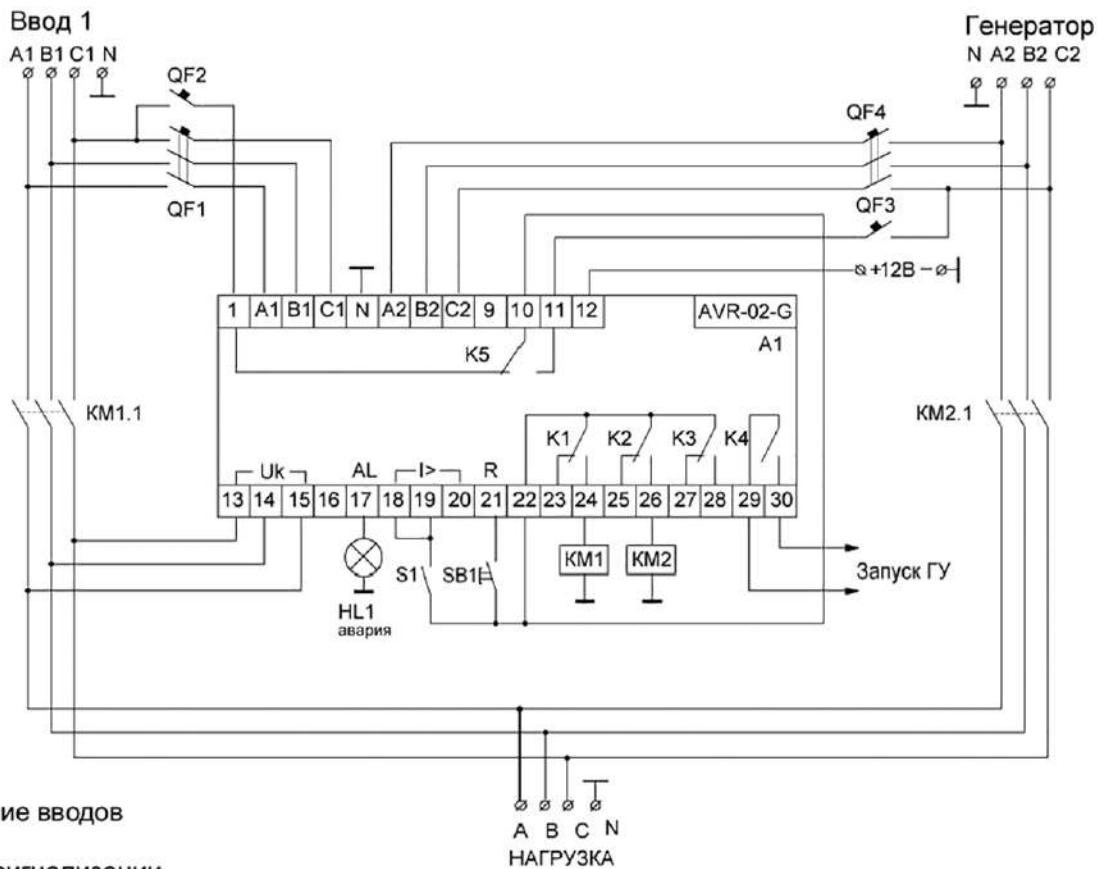 Ввод 1
Генератор
A1 B1 C1 N
N A2 B2 C2
QF2
QF4
QF1
QF3
+12В
1 A1 B1 C1 N A2 B2 C2 9 10 11 12
AVR-02-G
A1
K5
KM1.1
KM2.1
K1 K2 K3 K4
Uk AL I> R
13 14 15 16 17 18 19 20 21 22 23 24 25 26 27 28 29 30
S1 SB1 KM1 KM2
Запуск ГУ
HL1
авария
ие вводов
A B C N
НАГРУЗКА